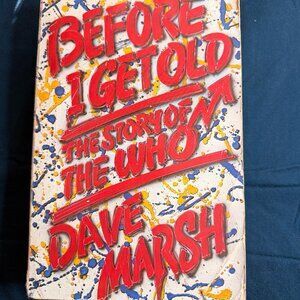 BEFORE
I GET OLD
THE STORY OF
THE WHO
DAVE
MARSH